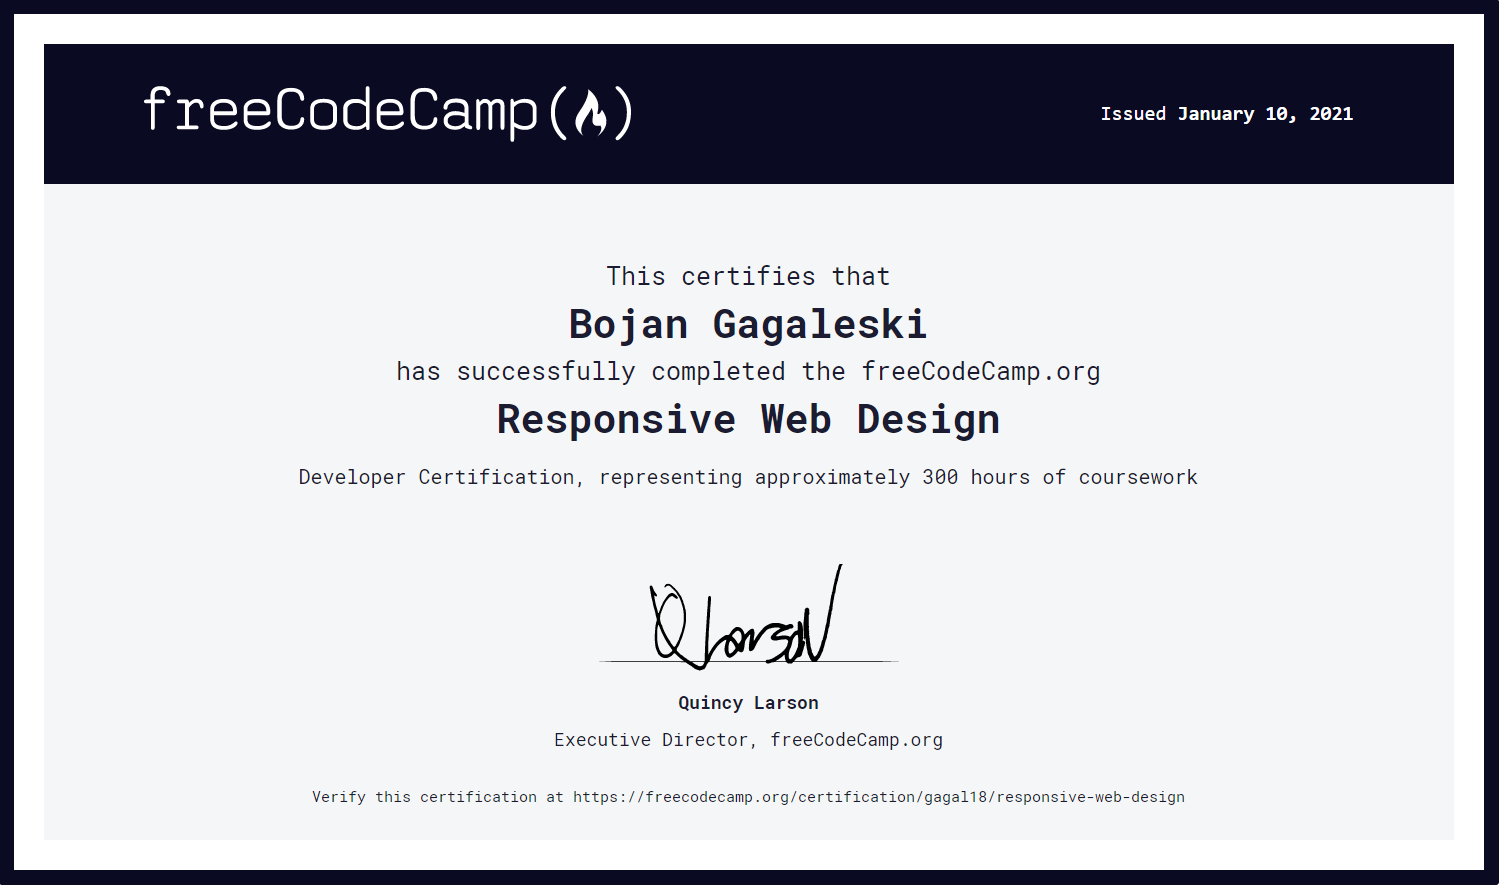 freeCodeCamp(🔥)
Issued January 10, 2021
This certifies that
Bojan Gagaleski
has successfully completed the freeCodeCamp.org
Responsive Web Design
Developer Certification, representing approximately 300 hours of coursework
Q Larson
Quincy Larson
Executive Director, freeCodeCamp.org
Verify this certification at https://freecodecamp.org/certification/gagal18/responsive-web-design